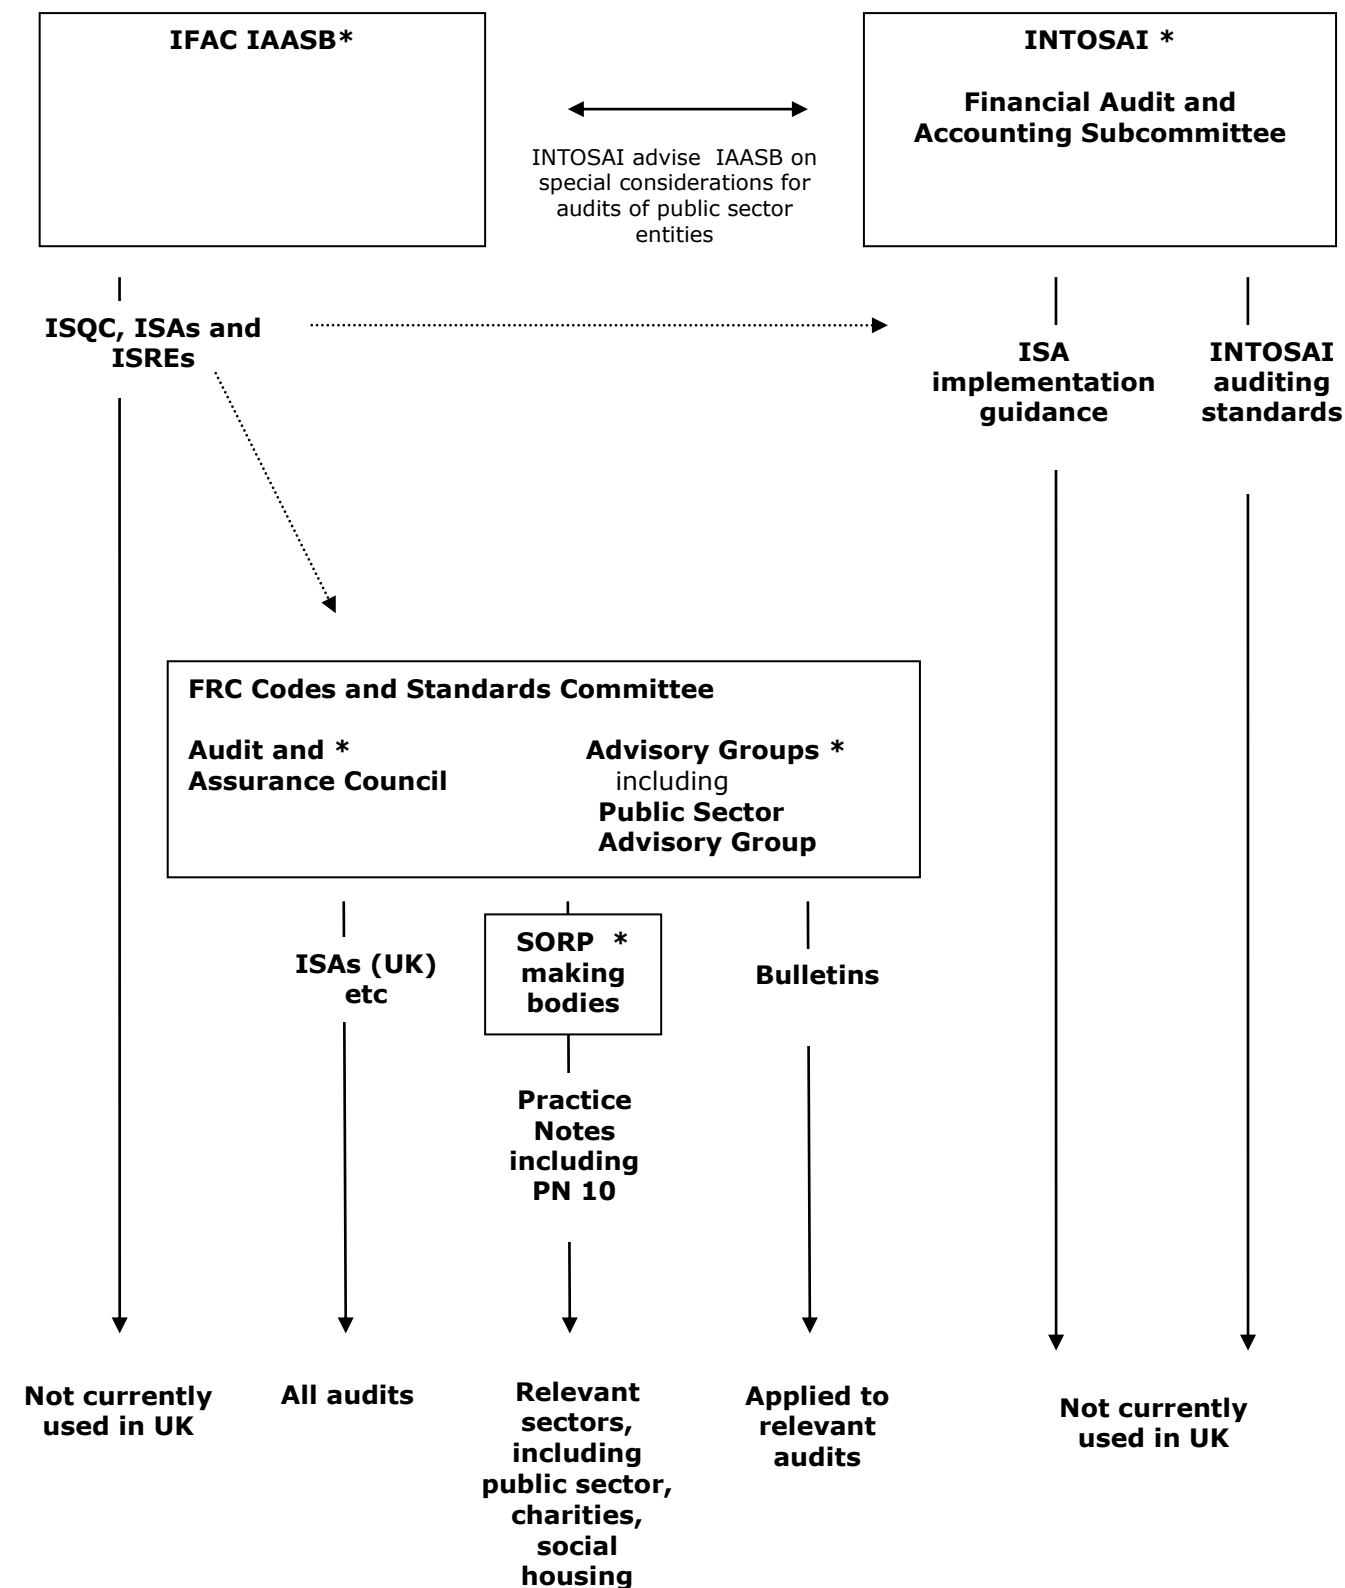 IFAC IAASB*
INTOSAI *
Financial Audit and
Accounting Subcommittee
INTOSAI advise  IAASB on
special considerations for
audits of public sector
entities
ISQC, ISAs and
ISREs
ISA
implementation
guidance
INTOSAI
auditing
standards
FRC Codes and Standards Committee
Audit and *
Assurance Council
Advisory Groups *
including
Public Sector
Advisory Group
ISAs (UK)
etc
SORP  *
making
bodies
Bulletins
Practice
Notes
including
PN 10
Not currently
used in UK
All audits
Relevant
sectors,
including
public sector,
charities,
social
housing
Applied to
relevant
audits
Not currently
used in UK